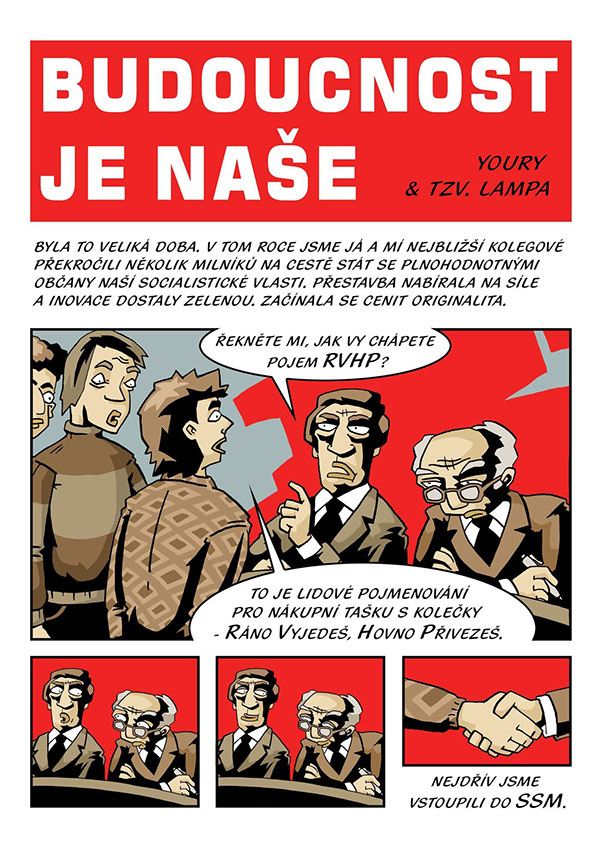 BUDOUCNOST
JE NAŠE
YOURY
& TZV. LAMPA
BYLA TO VELIKÁ DOBA. V TOM ROCE JSME JÁ A MÍ NEJBLIŽŠÍ KOLEGOVÉ
PŘEKROČILI NĚKOLIK MILNÍKŮ NA CESTĚ STÁT SE PLNOHODNOTNÝMI
OBČANY NAŠÍ SOCIALISTICKÉ VLASTI. PŘESTAVBA NABÍRALA NA SÍLE
A INOVACE DOSTALY ZELENOU. ZAČÍNALA SE CENIT ORIGINALITA.
ŘEKNĚTE MI, JAK VY CHÁPETE
POJEM RVHP?
TO JE LIDOVÉ POJMENOVÁNÍ
PRO NÁKUPNÍ TAŠKU S KOLEČKY
- RÁNO VYJEDEŠ, HOVNO PŘIVEZEŠ.
NEJDŘÍV JSME
VSTOUPILI DO SSM.